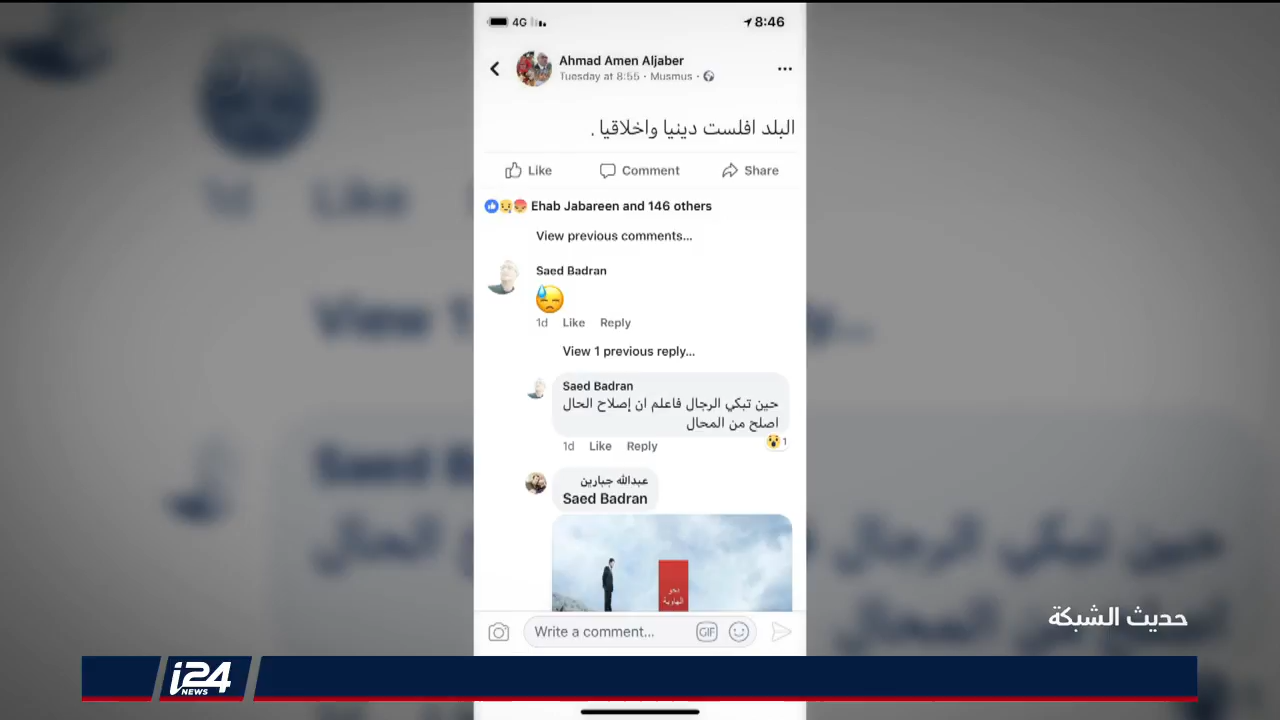 4G
8:46
Ahmad Amen Aljaber
Tuesday at 8:55 · Musmus ·
البلد افلست دينيا واخلاقيا .
Like Comment Share
Ehab Jabareen and 146 others
View previous comments...
Saed Badran
1d Like Reply
View 1 previous reply...
Saed Badran
حين تبكي الرجال فاعلم ان إصلاح الحال
اصلح من المحال
1
1d Like Reply
عبدالله جبارين
Saed Badran
نحو
الهاوية
Write a comment... GIF
حديث الشبكة
i24
NEWS